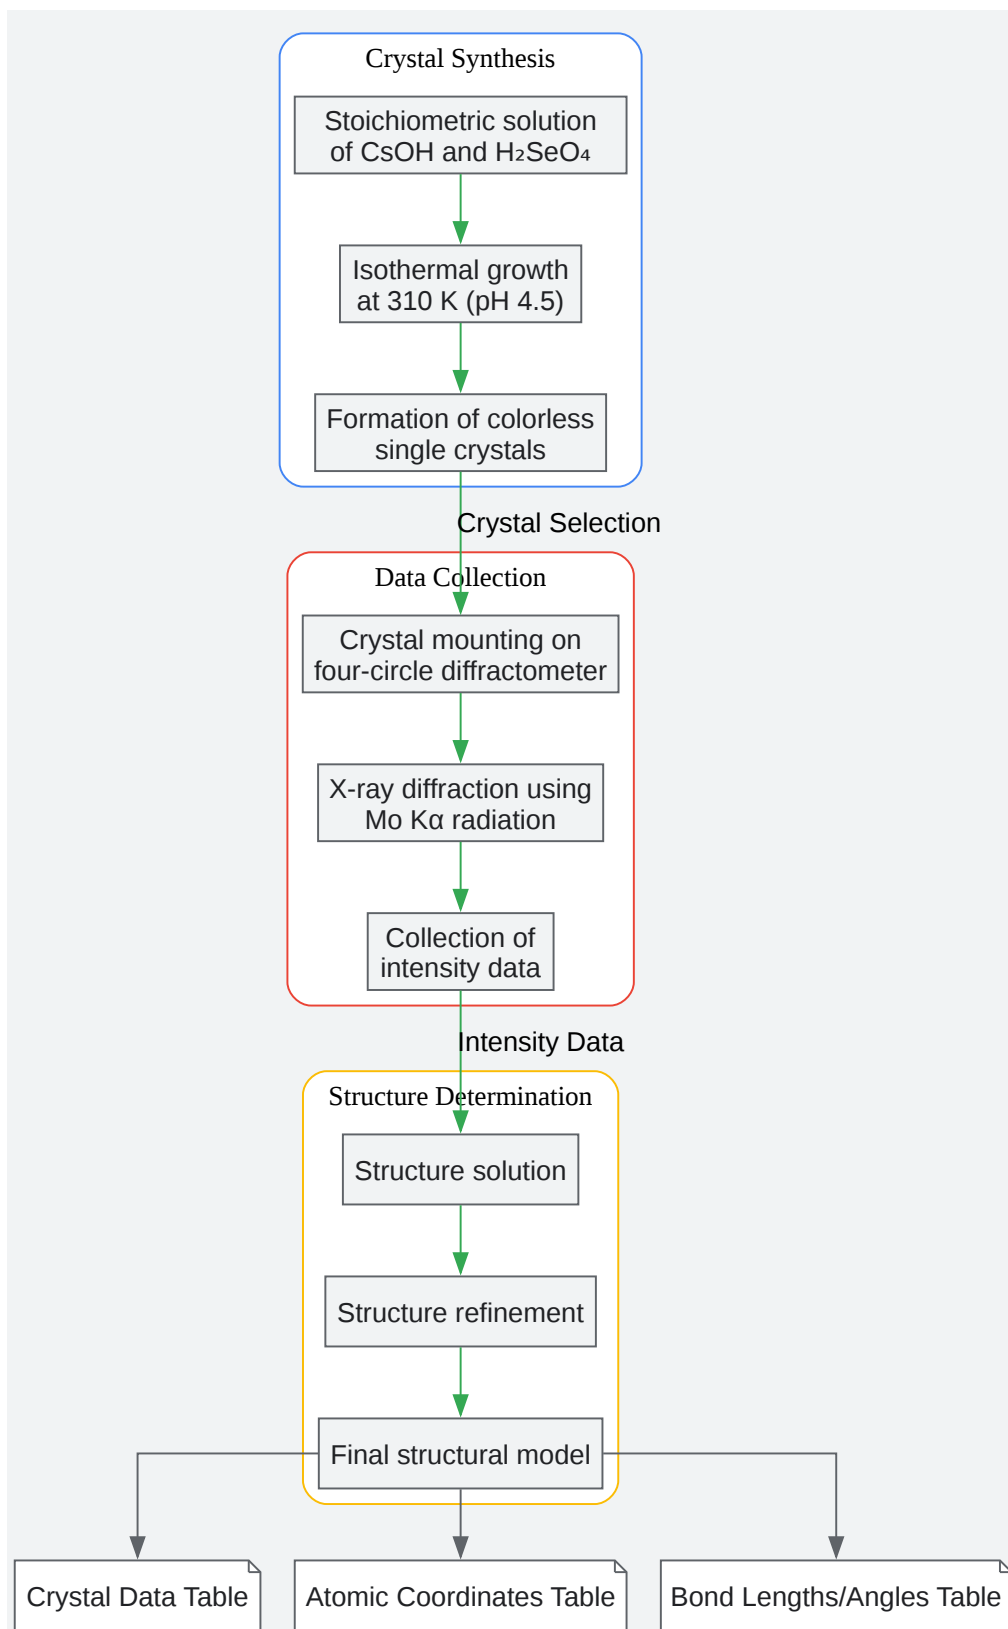 Crystal Synthesis
Stoichiometric solution
of CsOH and H₂SeO₄
Isothermal growth
at 310 K (pH 4.5)
Formation of colorless
single crystals
Crystal Selection
Data Collection
Crystal mounting on
four-circle diffractometer
X-ray diffraction using
Mo Kα radiation
Collection of
intensity data
Intensity Data
Structure Determination
Structure solution
Structure refinement
Final structural model
Crystal Data Table
Atomic Coordinates Table
Bond Lengths/Angles Table